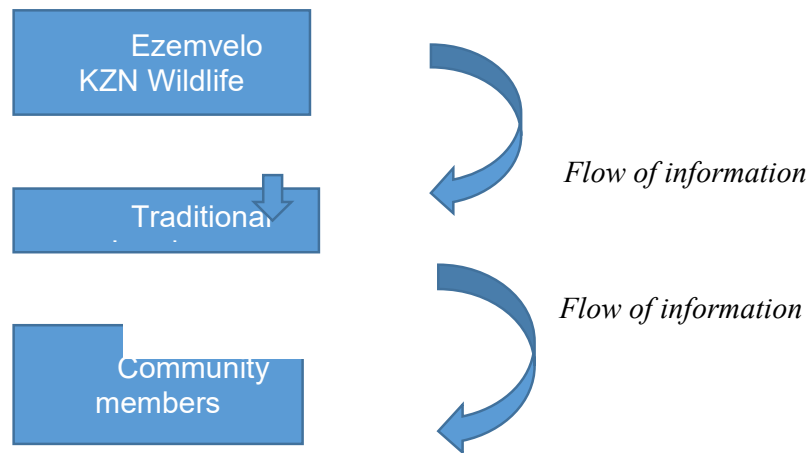 Ezemvelo
KZN Wildlife
Flow of information
Traditional
Flow of information
Community
members